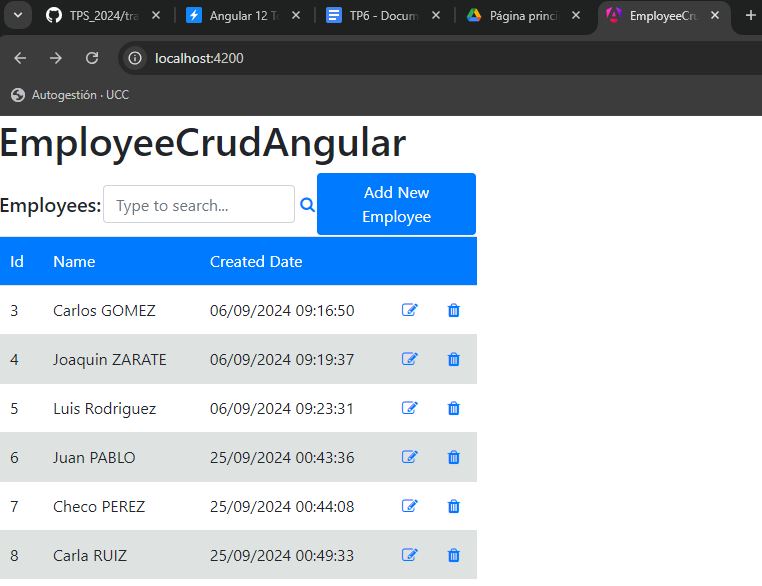 TPS_2024/tra
Angular 12 T
TP6 - Docum
Página princi
EmployeeCru
localhost:4200
Autogestión · UCC
EmployeeCrudAngular
Employees: Type to search... Add New
Employee
Id Name Created Date
3 Carlos GOMEZ 06/09/2024 09:16:50
4 Joaquin ZARATE 06/09/2024 09:19:37
5 Luis Rodriguez 06/09/2024 09:23:31
6 Juan PABLO 25/09/2024 00:43:36
7 Checo PEREZ 25/09/2024 00:44:08
8 Carla RUIZ 25/09/2024 00:49:33